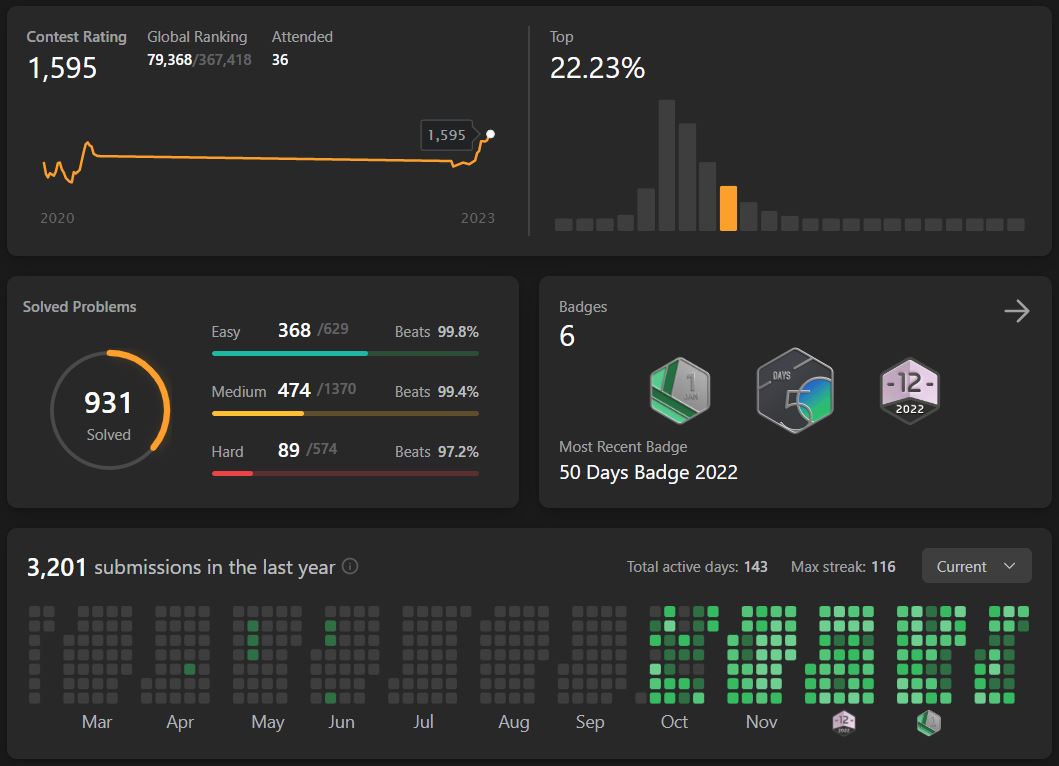 Contest Rating Global Ranking Attended
1,595 79,368/367,418 36
1,595
2020 2023
Top
22.23%
Solved Problems
931
Solved
Easy 368 /629 Beats 99.8%
Medium 474 /1370 Beats 99.4%
Hard 89 /574 Beats 97.2%
Badges
6
1
JAN
DAYS
5
-12-
2022
Most Recent Badge
50 Days Badge 2022
3,201 submissions in the last year
Total active days: 143 Max streak: 116 Current
Mar Apr May Jun Jul Aug Sep Oct Nov
-12-
2022
1